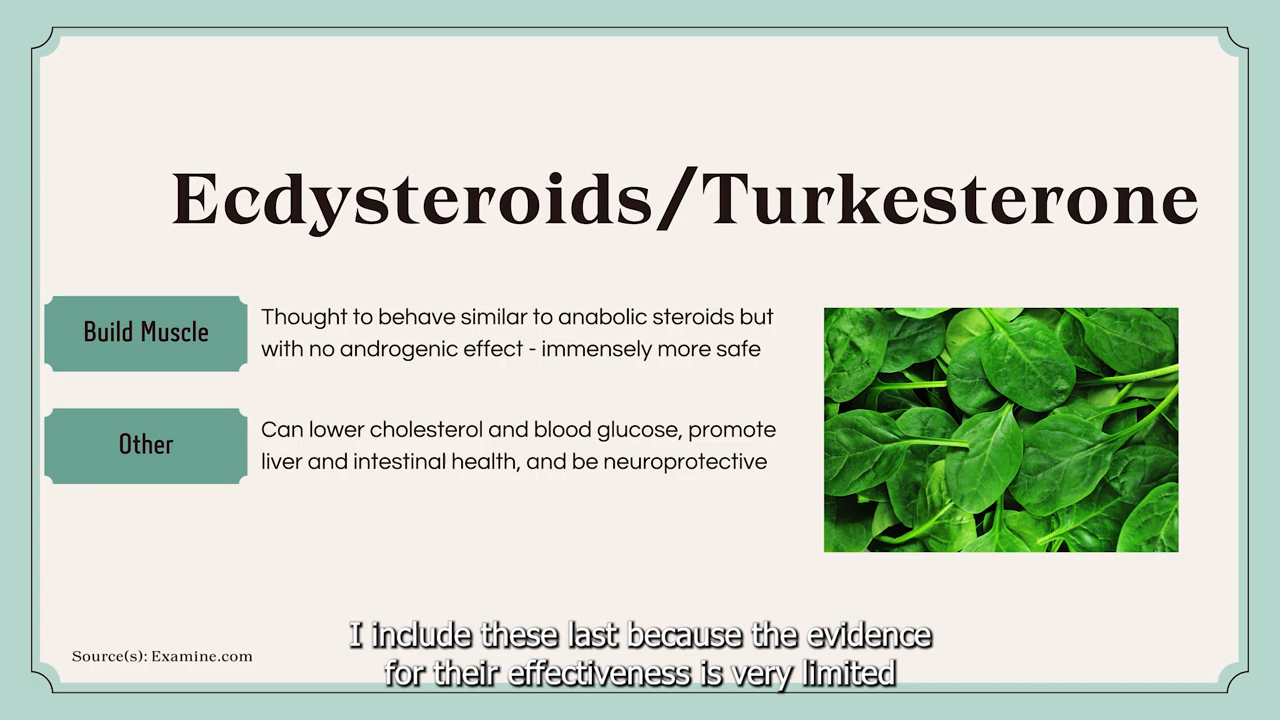 Ecdysteroids/Turkesterone
Build Muscle
Thought to behave similar to anabolic steroids but
with no androgenic effect - immensely more safe
Other
Can lower cholesterol and blood glucose, promote
liver and intestinal health, and be neuroprotective
I include these last because the evidence
for their effectiveness is very limited
Source(s): Examine.com